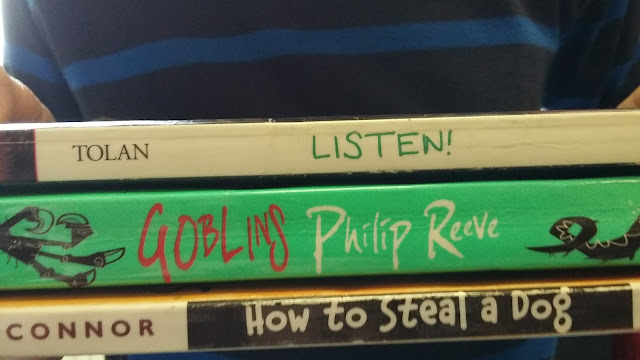 TOLAN LISTEN!
GOBLINS Philip Reeve
CONNOR How to Steal a Dog